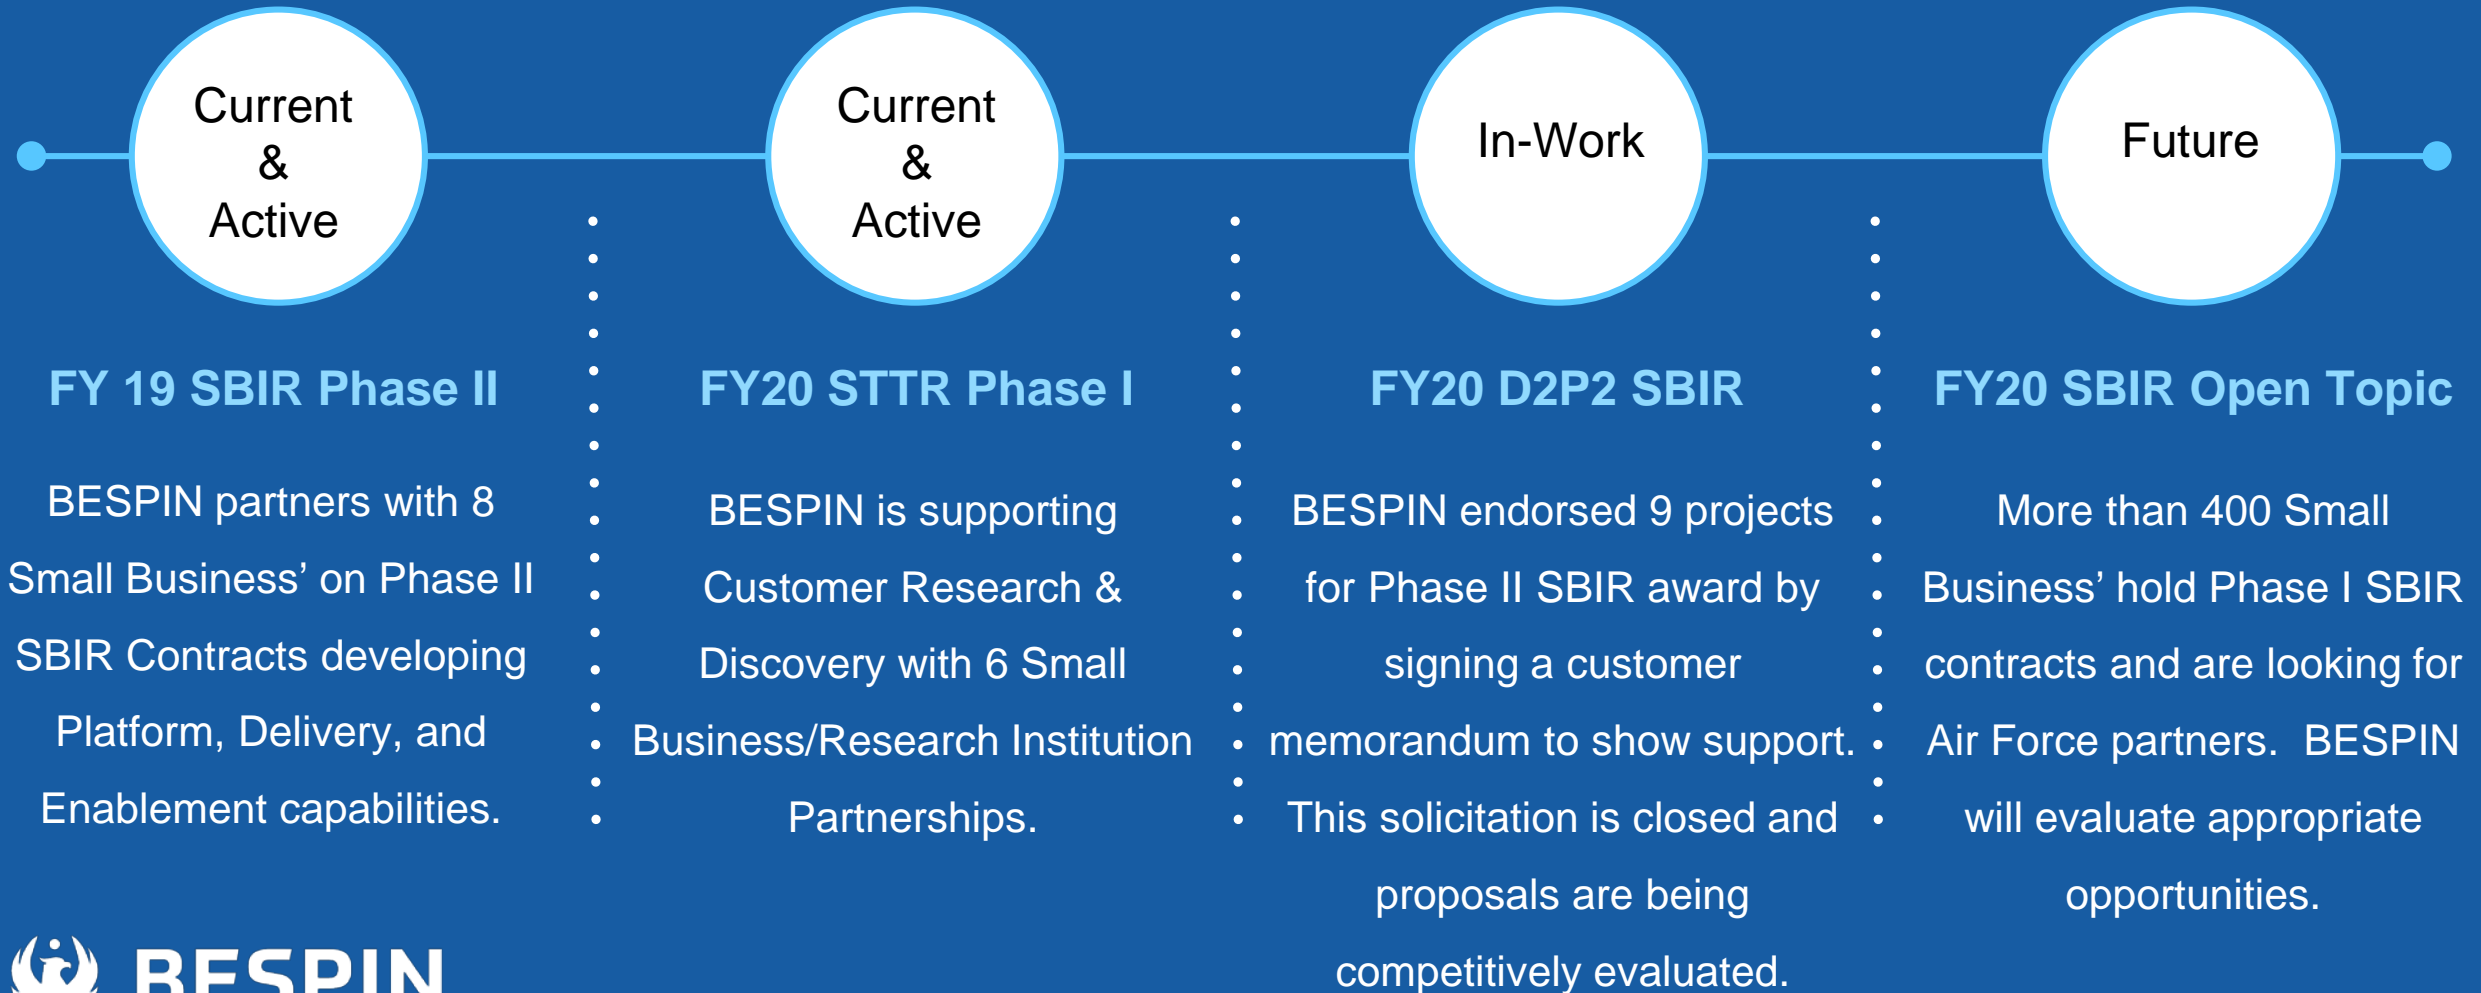 Current
&
Active
FY 19 SBIR Phase II
BESPIN partners with 8
Small Business’ on Phase II
SBIR Contracts developing
Platform, Delivery, and
Enablement capabilities.
Current
&
Active
FY20 STTR Phase I
BESPIN is supporting
Customer Research &
Discovery with 6 Small
Business/Research Institution
Partnerships.
In-Work
FY20 D2P2 SBIR
BESPIN endorsed 9 projects
for Phase II SBIR award by
signing a customer
memorandum to show support.
This solicitation is closed and
proposals are being
competitively evaluated.
Future
FY20 SBIR Open Topic
More than 400 Small
Business’ hold Phase I SBIR
contracts and are looking for
Air Force partners.  BESPIN
will evaluate appropriate
opportunities.
BESPIN